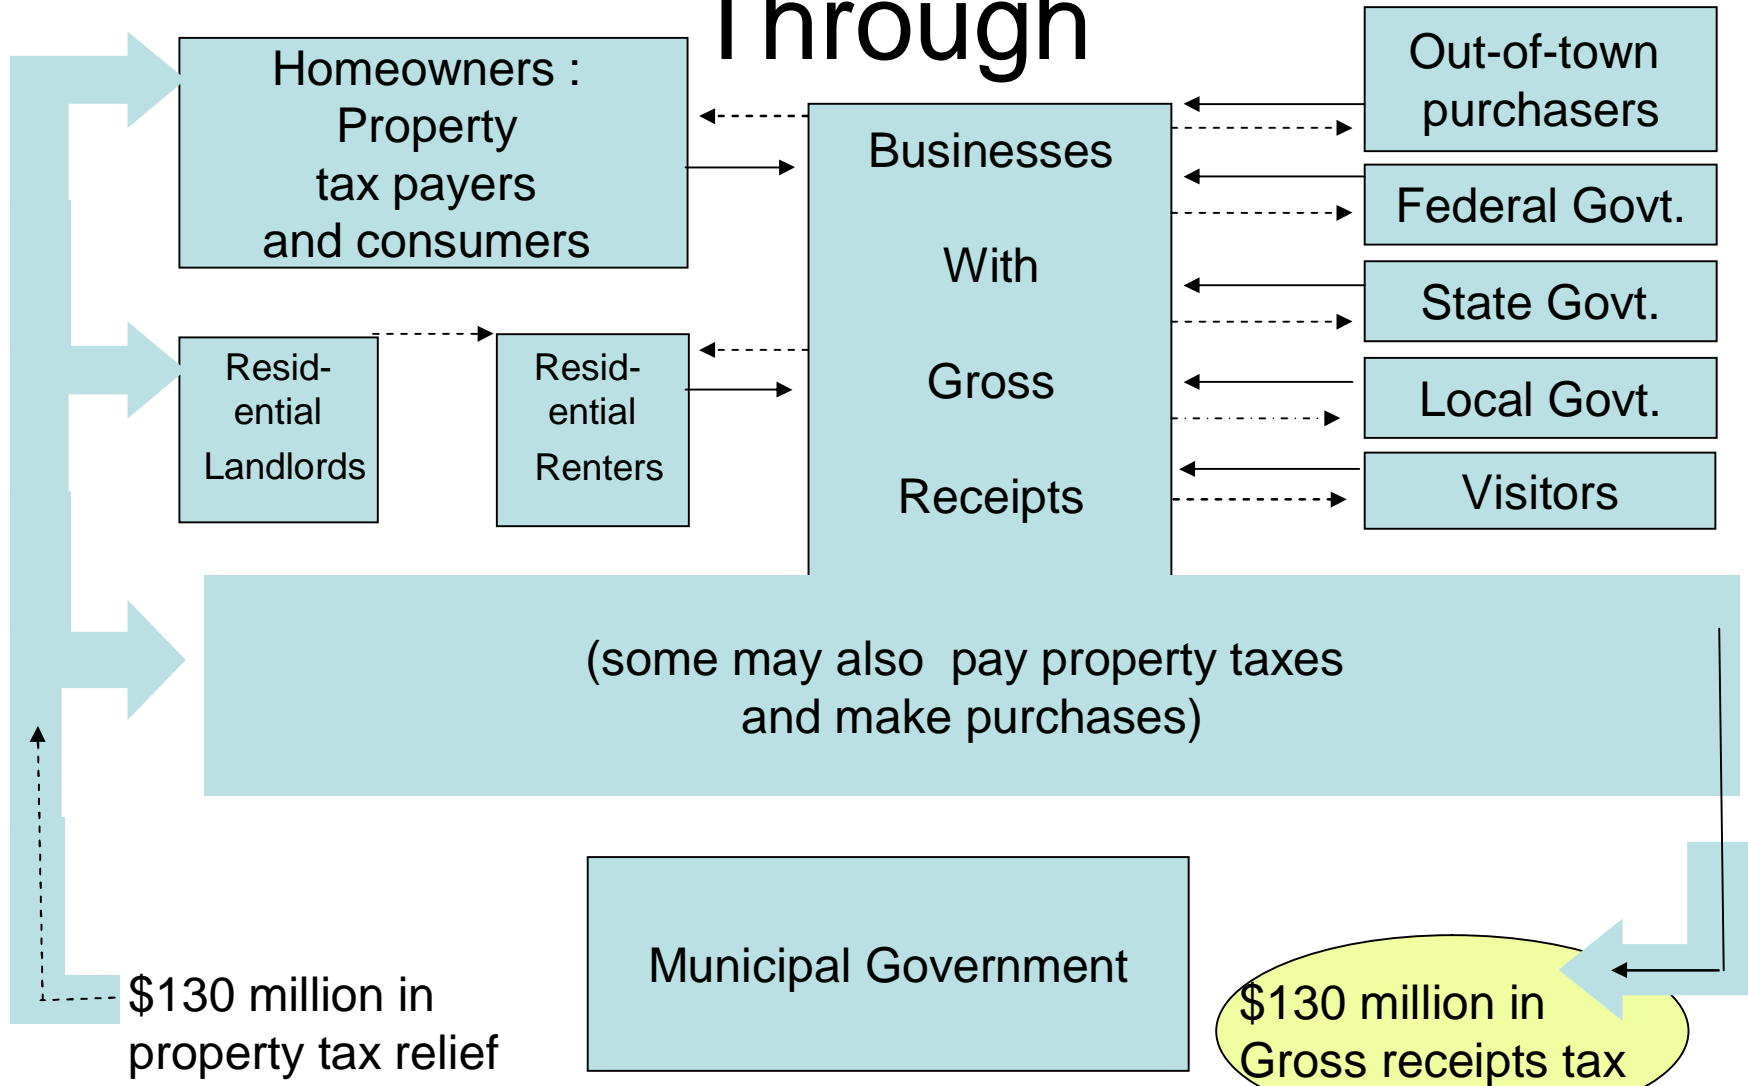 Through
Homeowners :
Property
tax payers
and consumers
Resid-
ential
Landlords
Resid-
ential
Renters
Businesses
With
Gross
Receipts
Out-of-town
purchasers
Federal Govt.
State Govt.
Local Govt.
Visitors
(some may also pay property taxes
and make purchases)
Municipal Government
$130 million in
property tax relief
$130 million in
Gross receipts tax